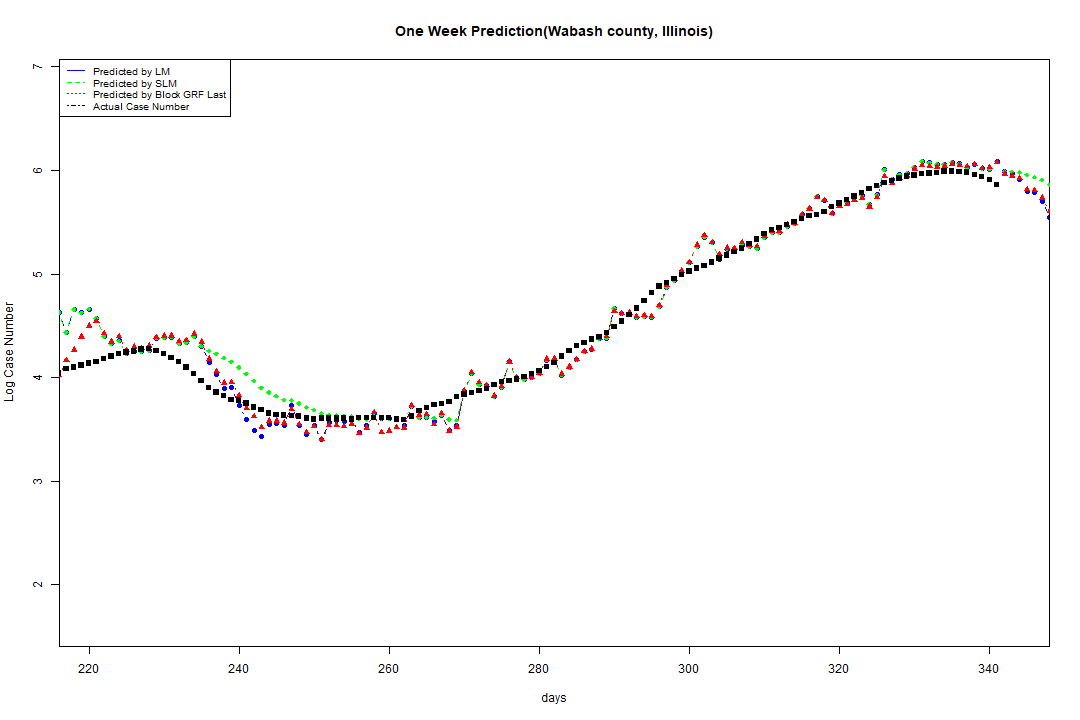 One Week Prediction(Wabash county, Illinois)
Predicted by LM
Predicted by SLM
Predicted by Block GRF Last
Actual Case Number
7
6
5
4
3
2
Log Case Number
220 240 260 280 300 320 340
days